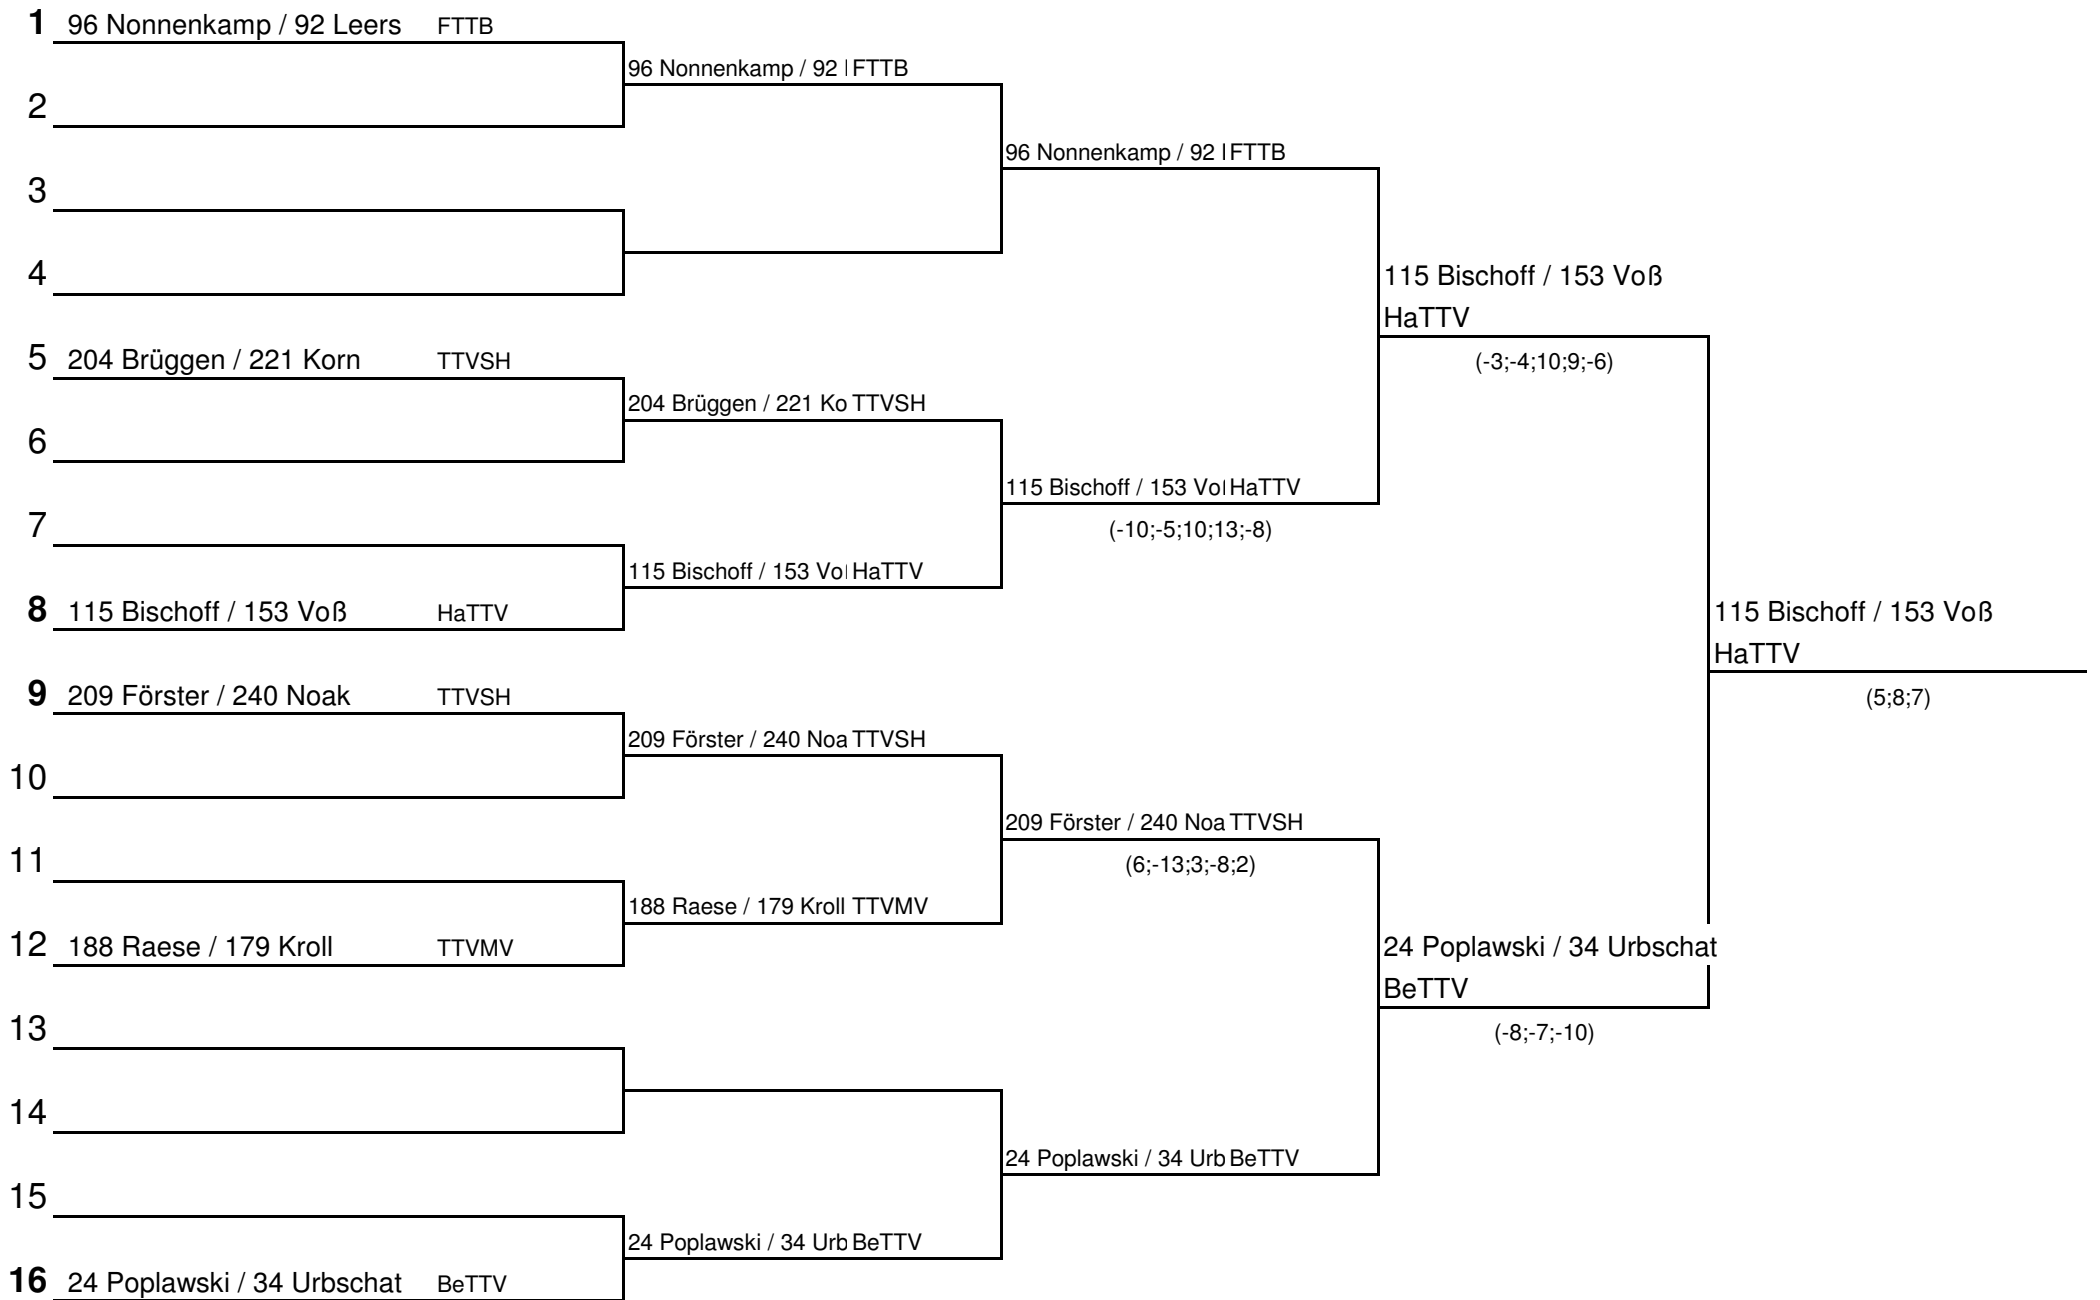 1 96 Nonnenkamp / 92 Leers FTTB
96 Nonnenkamp / 92 FTTB
2
96 Nonnenkamp / 92 FTTB
3
4
115 Bischoff / 153 Voß
HaTTV
5 204 Brüggen / 221 Korn TTVSH
(-3;-4;10;9;-6)
204 Brüggen / 221 Ko TTVSH
6
115 Bischoff / 153 Vo HaTTV
7
(-10;-5;10;13;-8)
115 Bischoff / 153 Vo HaTTV
8 115 Bischoff / 153 Voß HaTTV
115 Bischoff / 153 Voß
HaTTV
9 209 Förster / 240 Noak TTVSH
(5;8;7)
209 Förster / 240 Noa TTVSH
10
209 Förster / 240 Noa TTVSH
11
(6;-13;3;-8;2)
188 Raese / 179 Kroll TTVMV
12 188 Raese / 179 Kroll TTVMV
24 Poplawski / 34 Urbschat
BeTTV
13
(-8;-7;-10)
14
24 Poplawski / 34 Urb BeTTV
15
24 Poplawski / 34 Urb BeTTV
16 24 Poplawski / 34 Urbschat BeTTV